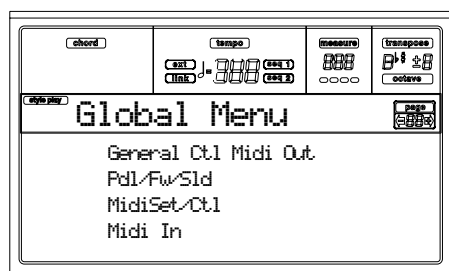 chord tempo measure transpose
ext seq 1
link seq 2
octave
style play
page
Global Menu
General Ctl Midi Out
Pdl/Fw/Sld
MidiSet/Ctl
Midi In